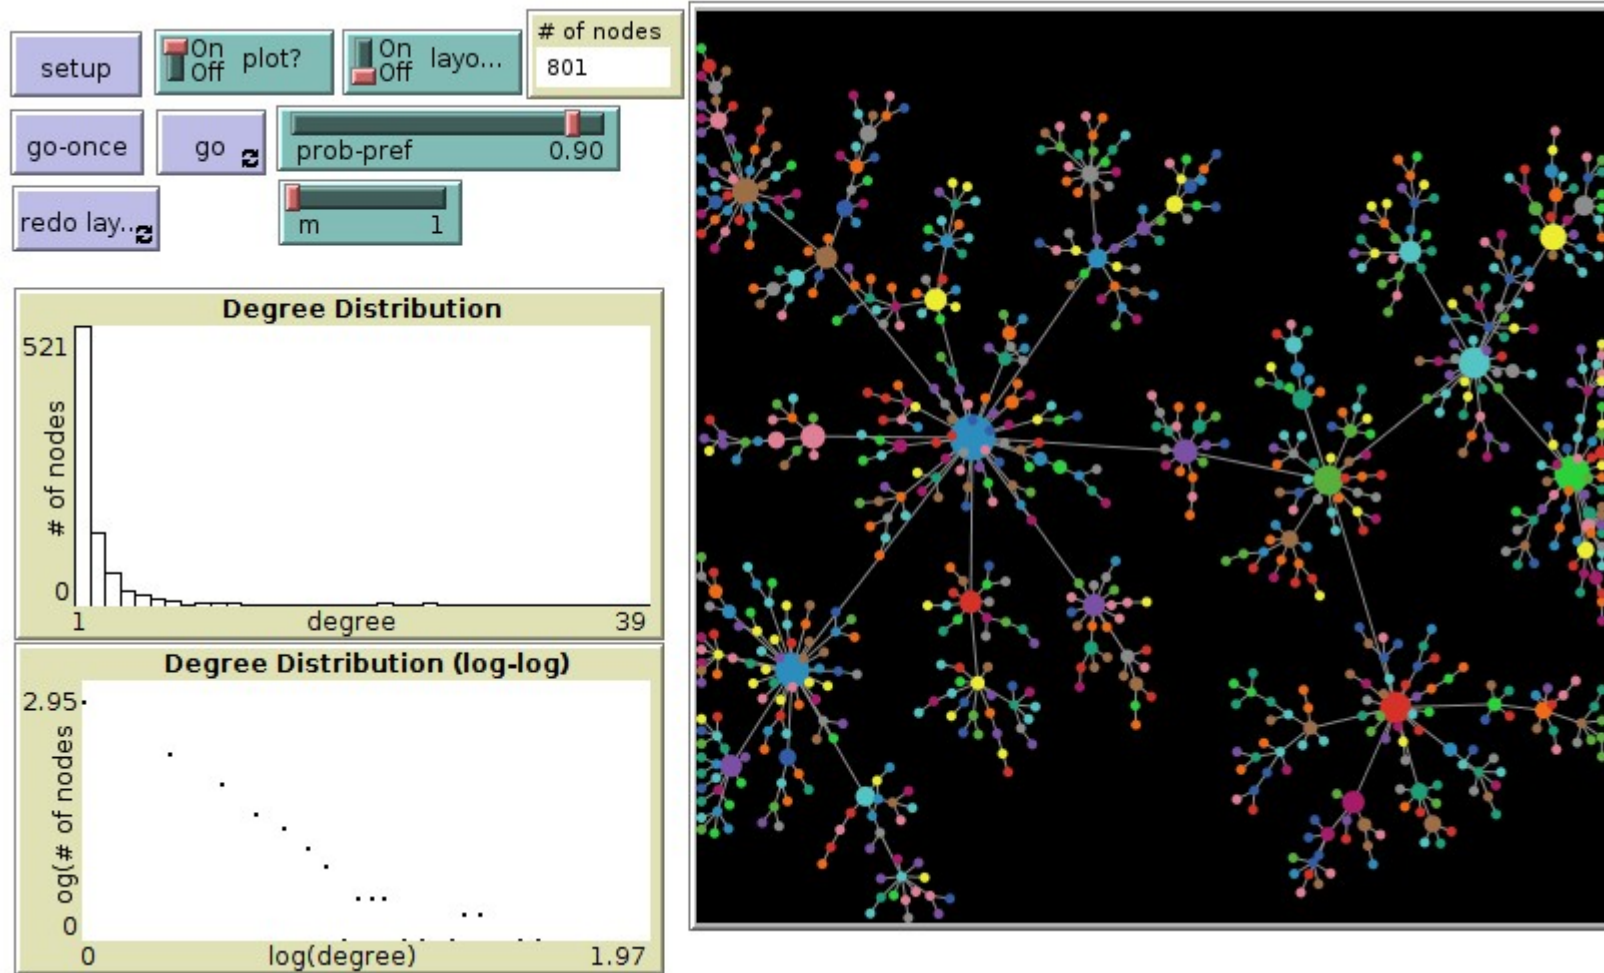 setup
On
Off
plot?
On
Off
layo...
# of nodes
801
go-once
go
prob-pref
0.90
redo lay...
m
1
Degree Distribution
521
# of nodes
0
1
degree
39
Degree Distribution (log-log)
2.95
og(# of nodes
0
0
log(degree)
1.97